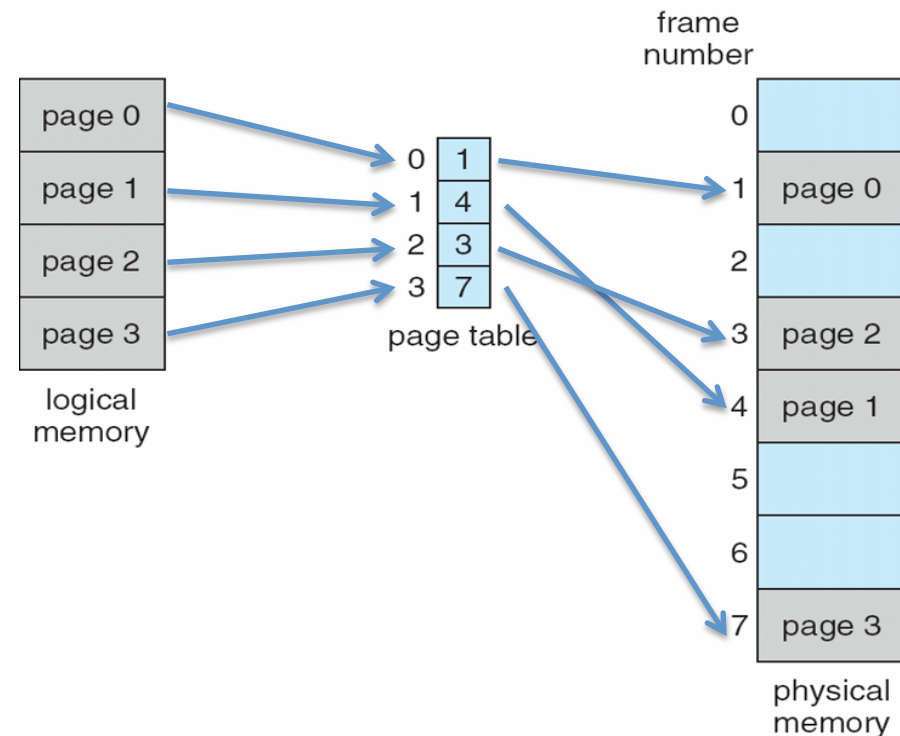 page 0
page 1
page 2
page 3
logical
memory
0 1
1 4
2 3
3 7
page table
frame
number
0
1 page 0
2
3 page 2
4 page 1
5
6
7 page 3
physical
memory